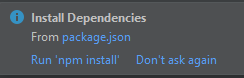 Install Dependencies
From package.json
Run 'npm install' Don't ask again